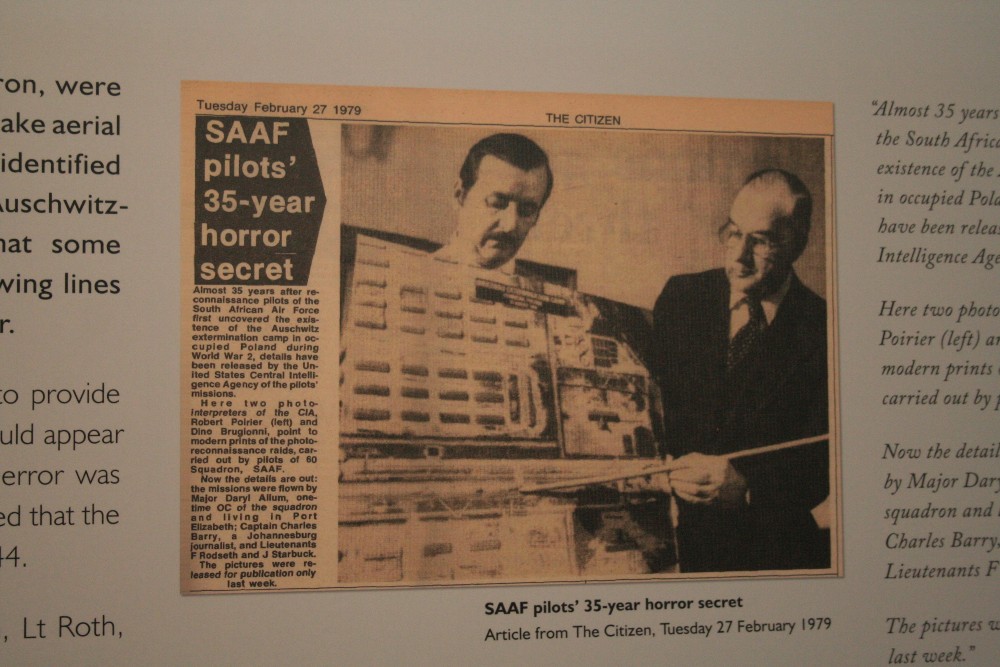 ron, were
ake aerial
identified
Auschwitz-
hat some
wing lines
r.
to provide
uld appear
error was
ed that the
44.
, Lt Roth,
Tuesday February 27 1979
THE CITIZEN
SAAF
pilots'
35-year
horror
secret
Almost 35 years after re-
connaissance pilots of the
South African Air Force
first uncovered the exis-
tence of the Auschwitz
extermination camp in oc-
cupied Poland during
World War 2, details have
been released by the Un-
ited States Central Intelli-
gence Agency of the pilots'
missions.
Here two photo-
interpreters of the CIA,
Robert Poirier (left) and
Dino Brugionni, point to
modern prints of the photo-
reconnaissance raids, car-
ried out by pilots of 60
Squadron, SAAF.
Now the details are out:
the missions were flown by
Major Daryl Allum, one-
time OC of the squadron
and living in Port
Elizabeth; Captain Charles
Barry, a Johannesburg
journalist, and Lieutenants
F Rodseth and J Starbuck.
The pictures were re-
leased for publication only
last week.
SAAF pilots' 35-year horror secret
Article from The Citizen, Tuesday 27 February 1979
"Almost 35 years
the South Africa
existence of the
in occupied Pola
have been releas
Intelligence Age
Here two photo
Poirier (left) an
modern prints
carried out by p
Now the detail
by Major Dary
squadron and
Charles Barry,
Lieutenants F
The pictures w
last week."